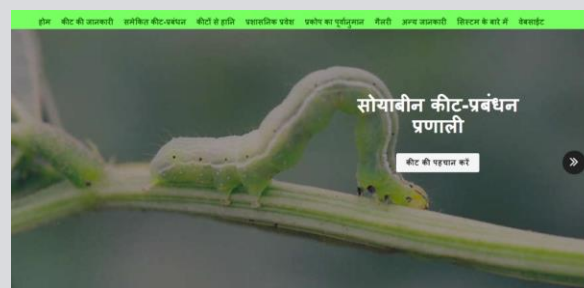 होम कीट की जानकारी समेकित कीट-प्रबंधन कीटों से हानि प्रशासनिक प्रवेश प्रकोप का पूर्वानुमान गैलरी अन्य जानकारी सिस्टम के बारे में वेबसाईट
सोयाबीन कीट-प्रबंधन
प्रणाली
कीट की पहचान करें